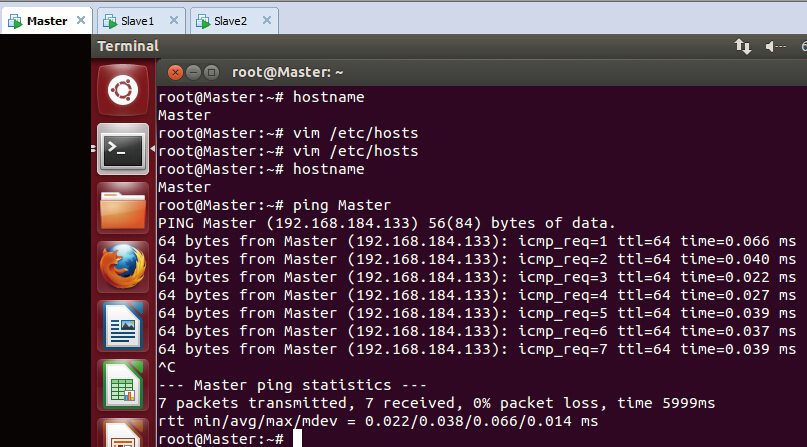 Master Slave1 Slave2
Terminal
root@Master: ~
root@Master:~# hostname
Master
root@Master:~# vim /etc/hosts
root@Master:~# vim /etc/hosts
root@Master:~# hostname
Master
root@Master:~# ping Master
PING Master (192.168.184.133) 56(84) bytes of data.
64 bytes from Master (192.168.184.133): icmp_req=1 ttl=64 time=0.066 ms
64 bytes from Master (192.168.184.133): icmp_req=2 ttl=64 time=0.040 ms
64 bytes from Master (192.168.184.133): icmp_req=3 ttl=64 time=0.022 ms
64 bytes from Master (192.168.184.133): icmp_req=4 ttl=64 time=0.027 ms
64 bytes from Master (192.168.184.133): icmp_req=5 ttl=64 time=0.039 ms
64 bytes from Master (192.168.184.133): icmp_req=6 ttl=64 time=0.037 ms
64 bytes from Master (192.168.184.133): icmp_req=7 ttl=64 time=0.039 ms
^C
--- Master ping statistics ---
7 packets transmitted, 7 received, 0% packet loss, time 5999ms
rtt min/avg/max/mdev = 0.022/0.038/0.066/0.014 ms
root@Master:~#